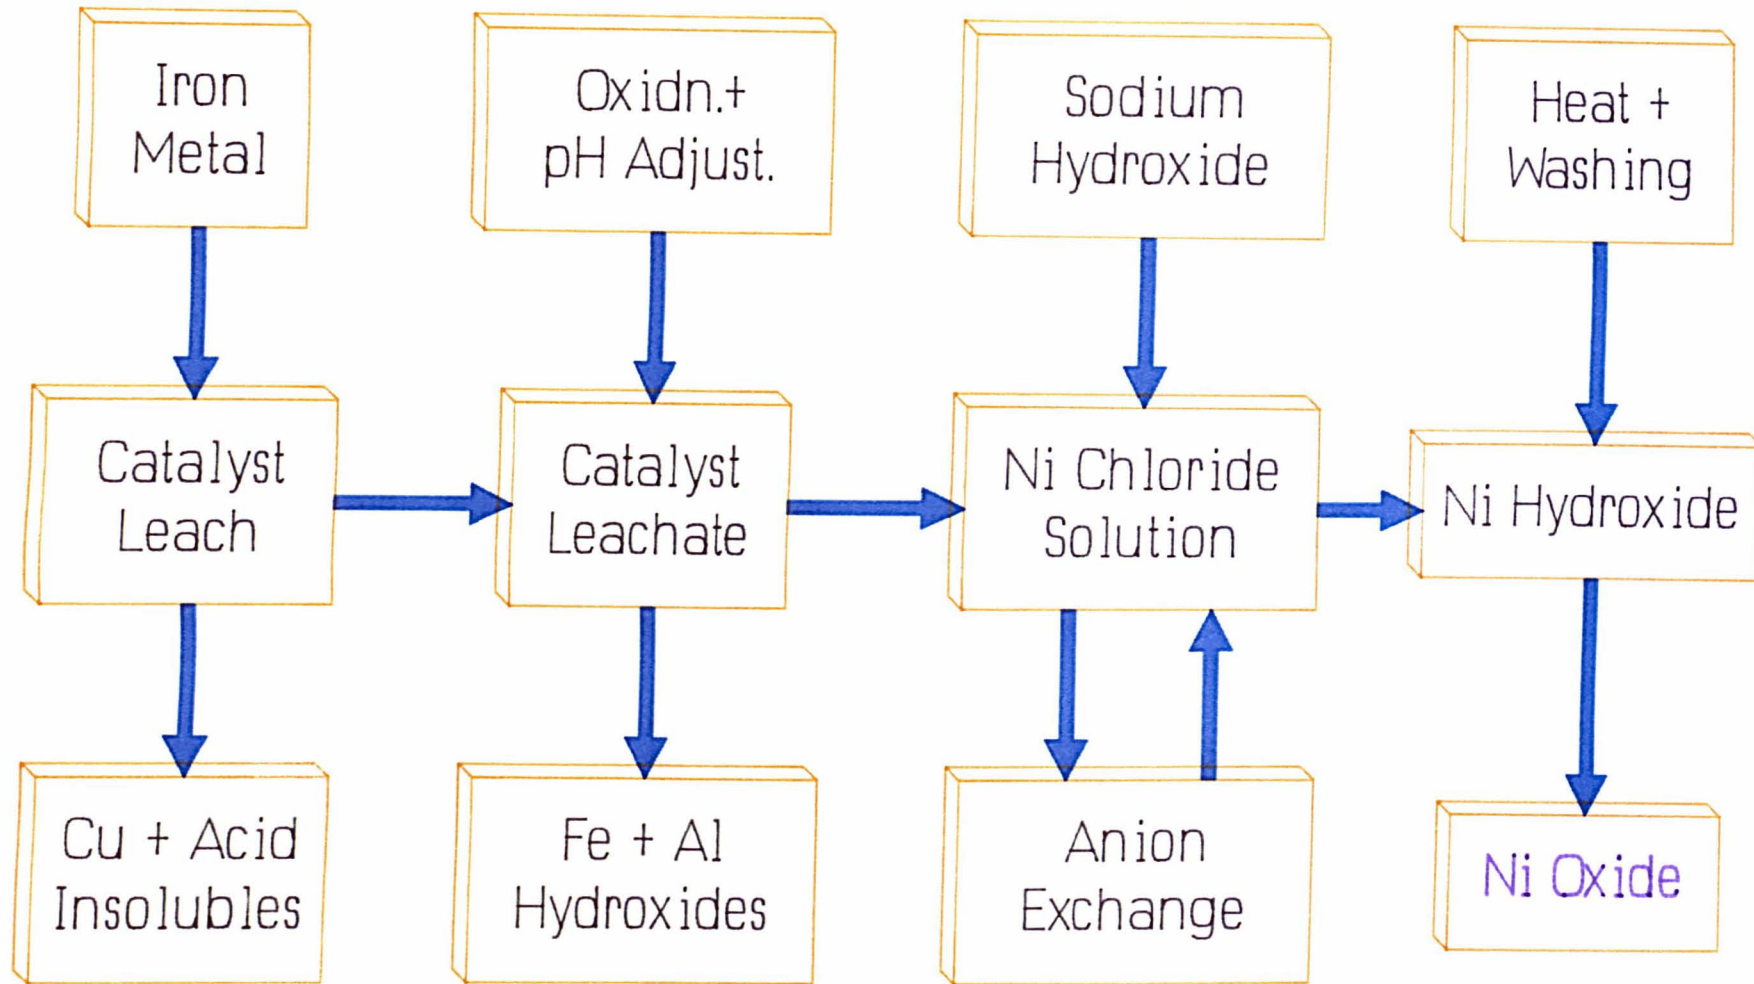 Iron
Metal
Oxidn.+
pH Adjust.
Sodium
Hydroxide
Heat +
Washing
Catalyst
Leach
Catalyst
Leachate
Ni Chloride
Solution
Ni Hydroxide
Cu + Acid
Insolubles
Fe + Al
Hydroxides
Anion
Exchange
Ni Oxide